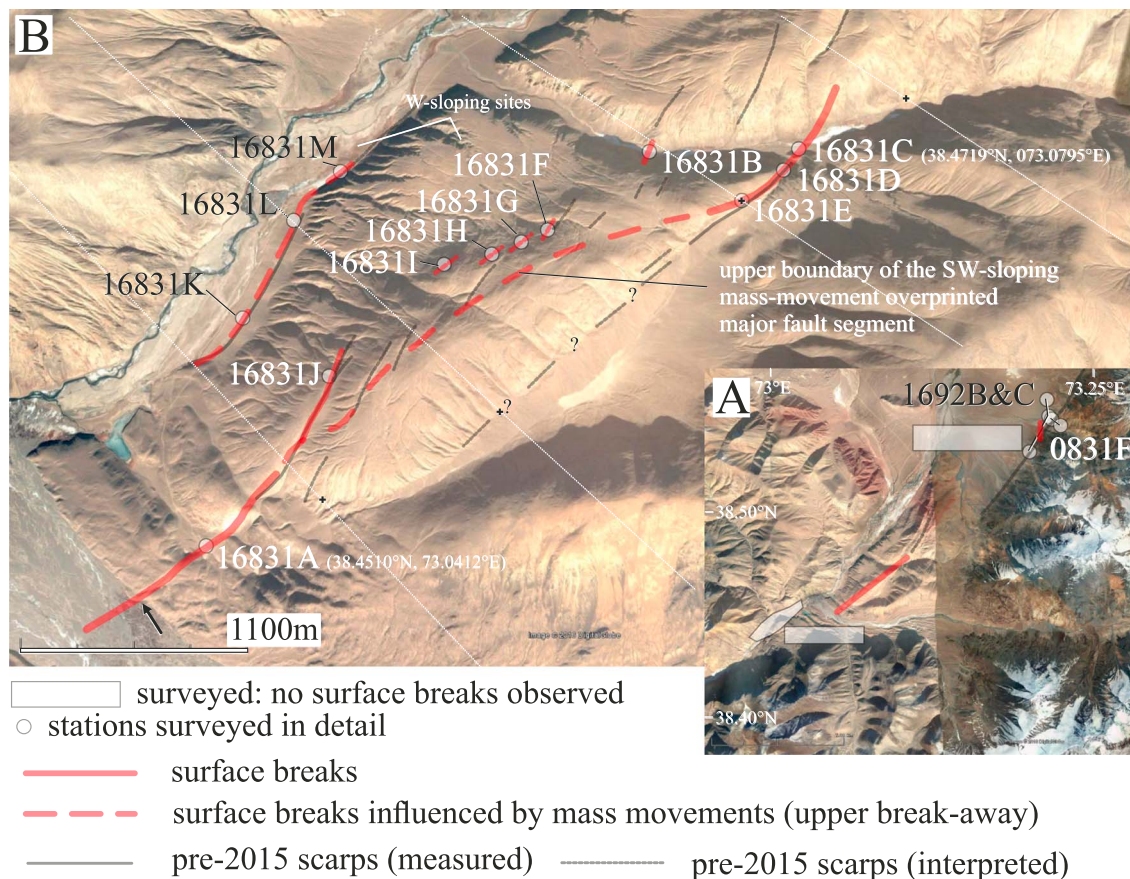 B
W-sloping sites
16831M
16831F
16831B
16831C (38.4719°N, 073.0795°E)
16831D
16831L
16831G
16831E
16831H
16831I
upper boundary of the SW-sloping
mass-movement overprinted
major fault segment
?
16831K
?
16831J
?
A
73°E
1692B&C
73.25°E
0831F
38.50°N
16831A (38.4510°N, 73.0412°E)
1100m
38.40°N
surveyed: no surface breaks observed
stations surveyed in detail
surface breaks
surface breaks influenced by mass movements (upper break-away)
pre-2015 scarps (measured)
pre-2015 scarps (interpreted)